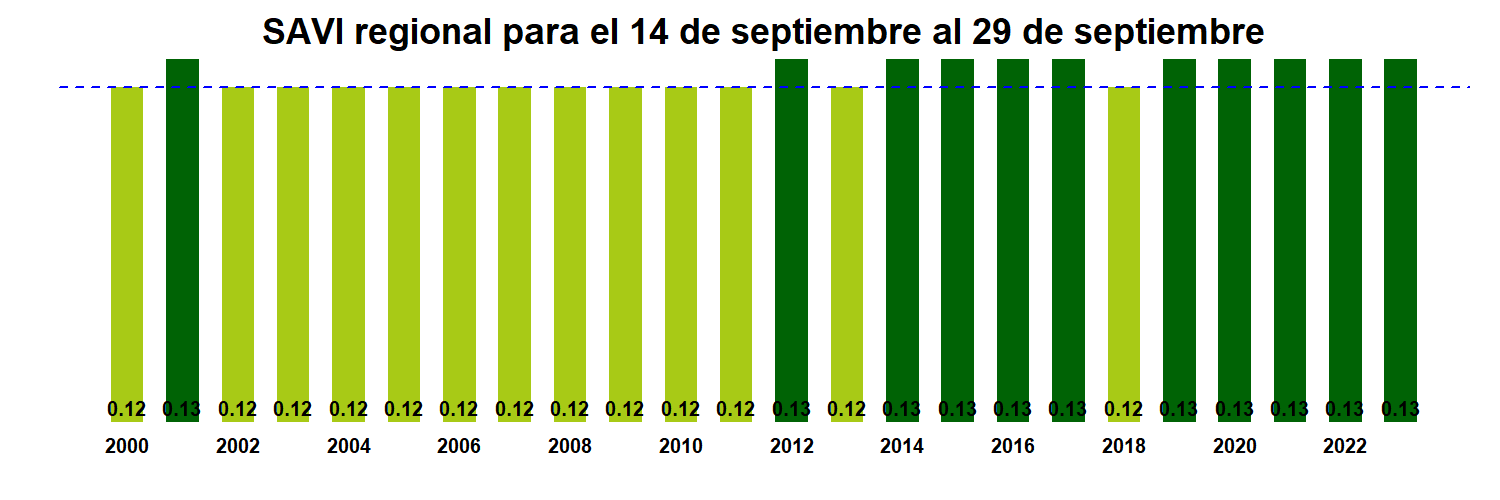 SAVI regional para el 14 de septiembre al 29 de septiembre
0.12 0.13 0.12 0.12 0.12 0.12 0.12 0.12 0.12 0.12 0.12 0.12 0.13 0.12 0.13 0.13 0.13 0.13 0.12 0.13 0.13 0.13 0.13 0.13
2000 2002 2004 2006 2008 2010 2012 2014 2016 2018 2020 2022